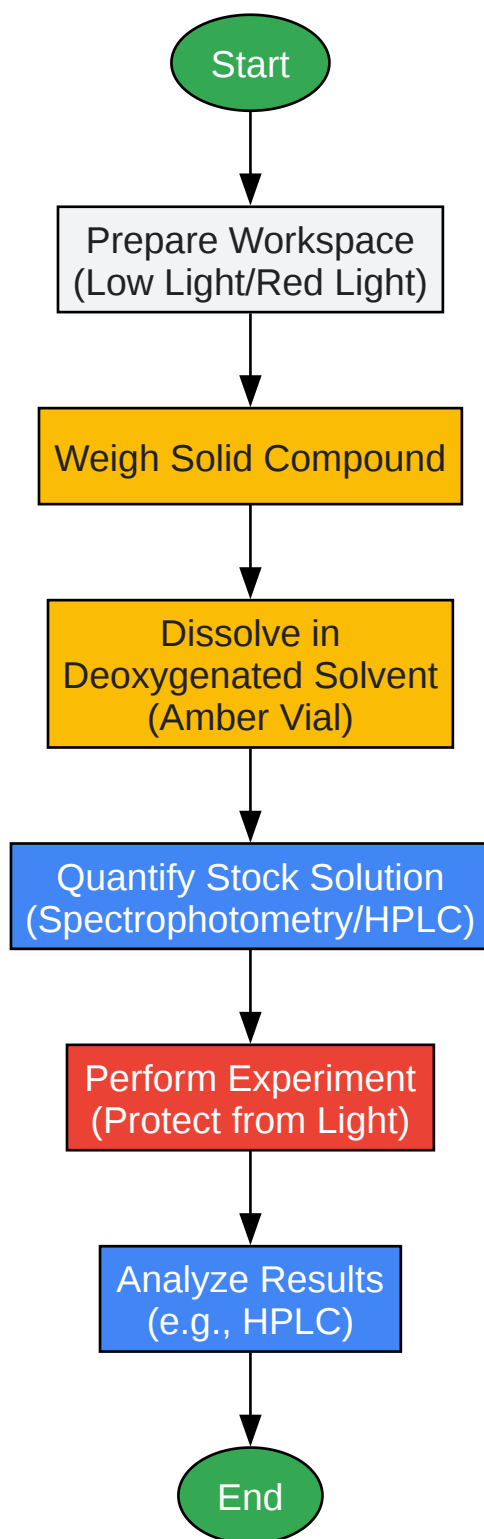 Start
Prepare Workspace
(Low Light/Red Light)
Weigh Solid Compound
Dissolve in
Deoxygenated Solvent
(Amber Vial)
Quantify Stock Solution
(Spectrophotometry/HPLC)
Perform Experiment
(Protect from Light)
Analyze Results
(e.g., HPLC)
End